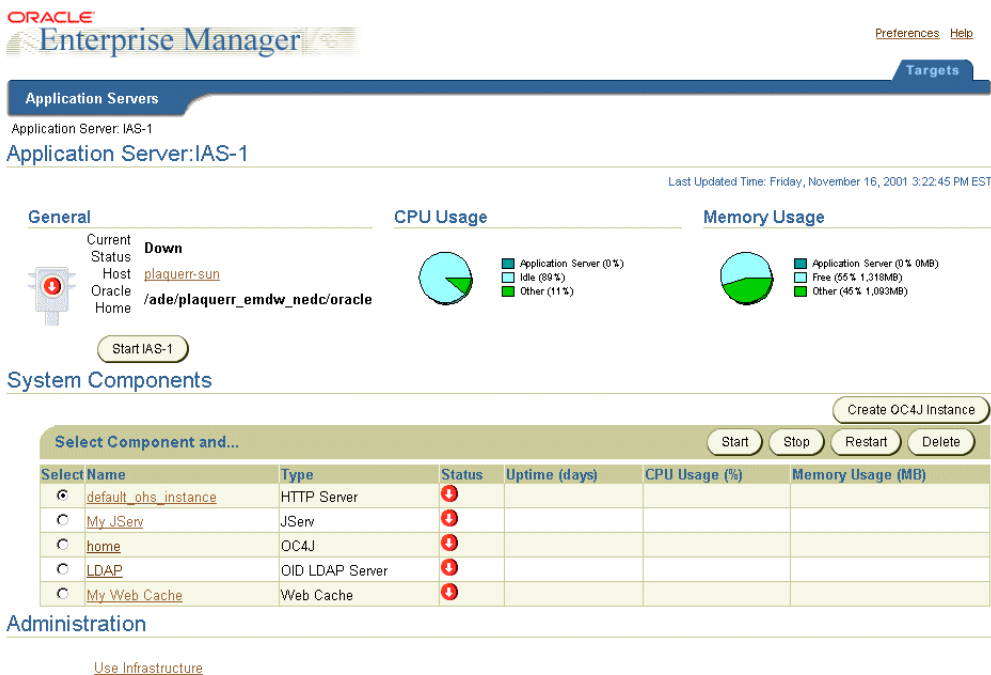 ORACLE
Enterprise Manager
Preferences Help
Targets
Application Servers
Application Server: IAS-1
Application Server:IAS-1
Last Updated Time: Friday, November 16, 2001 3:22:45 PM EST
General
Current Status Down
Host plaquerr-sun
Oracle Home /ade/plaquerr_emdw_nedc/oracle
Start IAS-1
CPU Usage
Application Server (0%)
Idle (89%)
Other (11%)
Memory Usage
Application Server (0% 0MB)
Free (55% 1,318MB)
Other (45% 1,093MB)
System Components
Create OC4J Instance
Select Component and... Start Stop Restart Delete
Select Name Type Status Uptime (days) CPU Usage (%) Memory Usage (MB)
default_ohs_instance HTTP Server
My JServ JServ
home OC4J
LDAP OID LDAP Server
My Web Cache Web Cache
Administration
Use Infrastructure